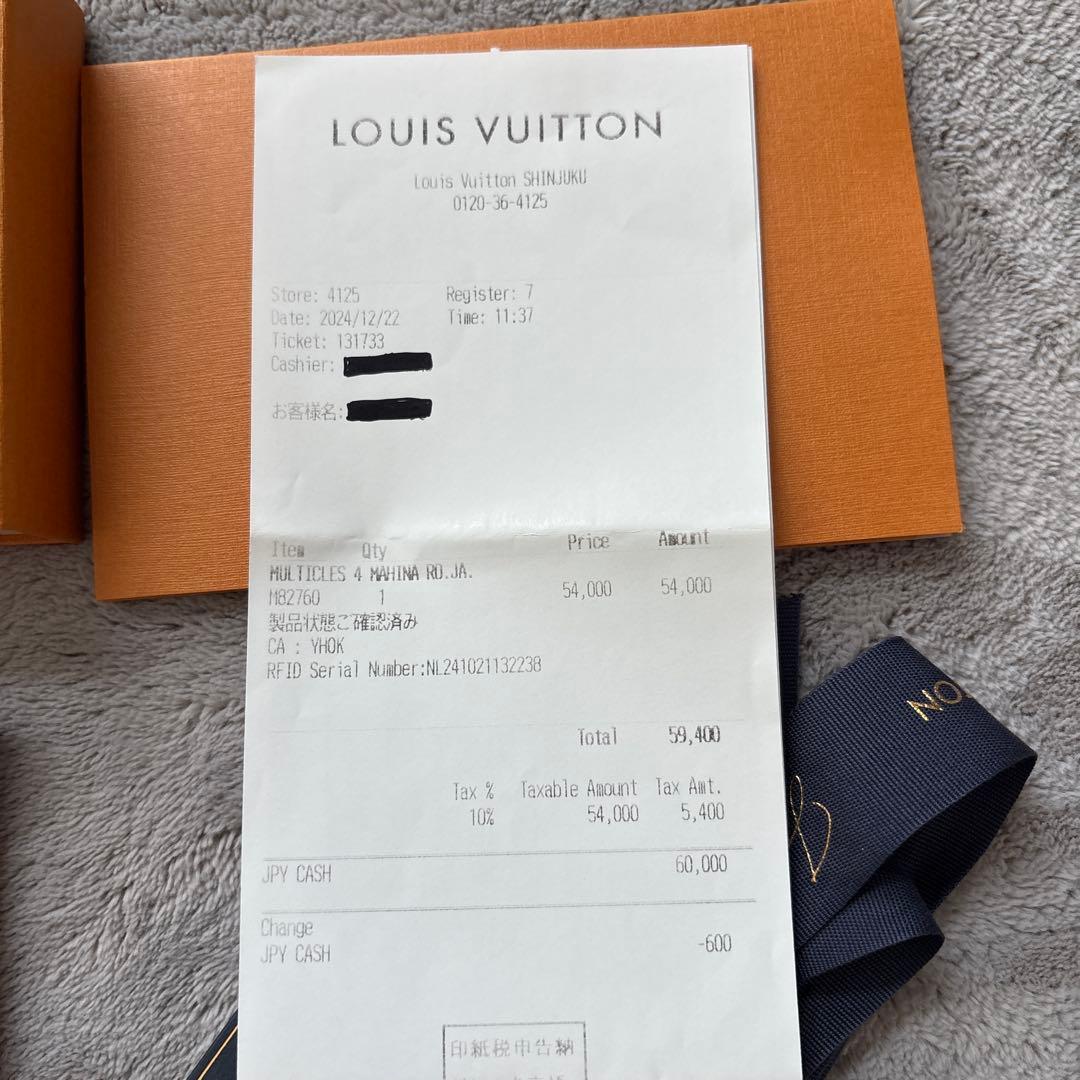 LOUIS VUITTON
Louis Vuitton SHINJUKU
0120-36-4125
Store: 4125 Register: 7
Date: 2024/12/22 Time: 11:37
Ticket: 131733
Cashier:
お客様名:
Item Qty Price Amount
MULTICLES 4 MAHINA RD.JA.
M82760 1 54,000 54,000
製品状態ご確認済み
CA : YHOK
RFID Serial Number:NL241021132238
Total 59,400
Tax % Taxable Amount Tax Amt.
10% 54,000 5,400
JPY CASH 60,000
Change
JPY CASH -600
印紙税申告納